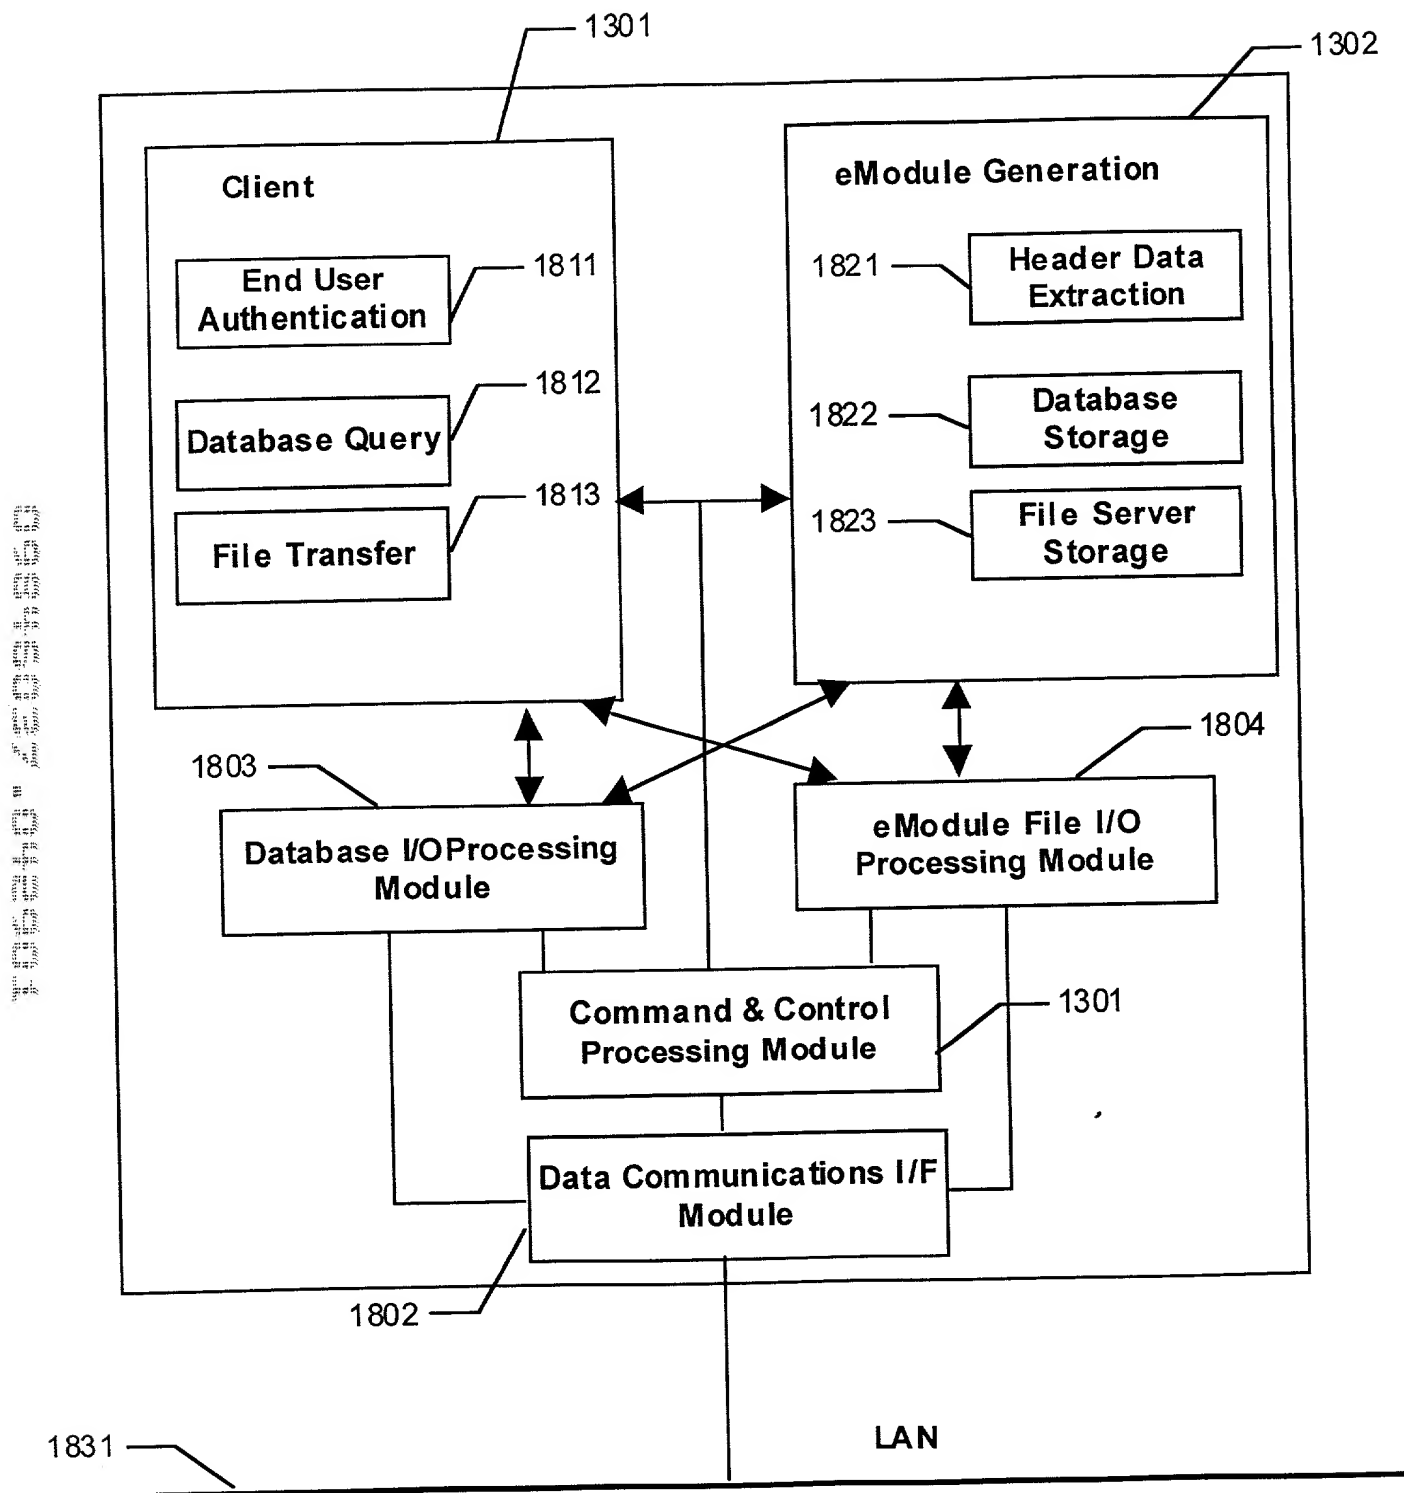 1301
1302
Client
eModule Generation
End User
Authentication
1811
1821
Header Data
Extraction
1812
Database Query
1822
Database
Storage
1813
File Transfer
1823
File Server
Storage
1803
1804
Database I/OProcessing
Module
eModule File I/O
Processing Module
Command & Control
Processing Module
1301
Data Communications I/F
Module
1802
LAN
1831